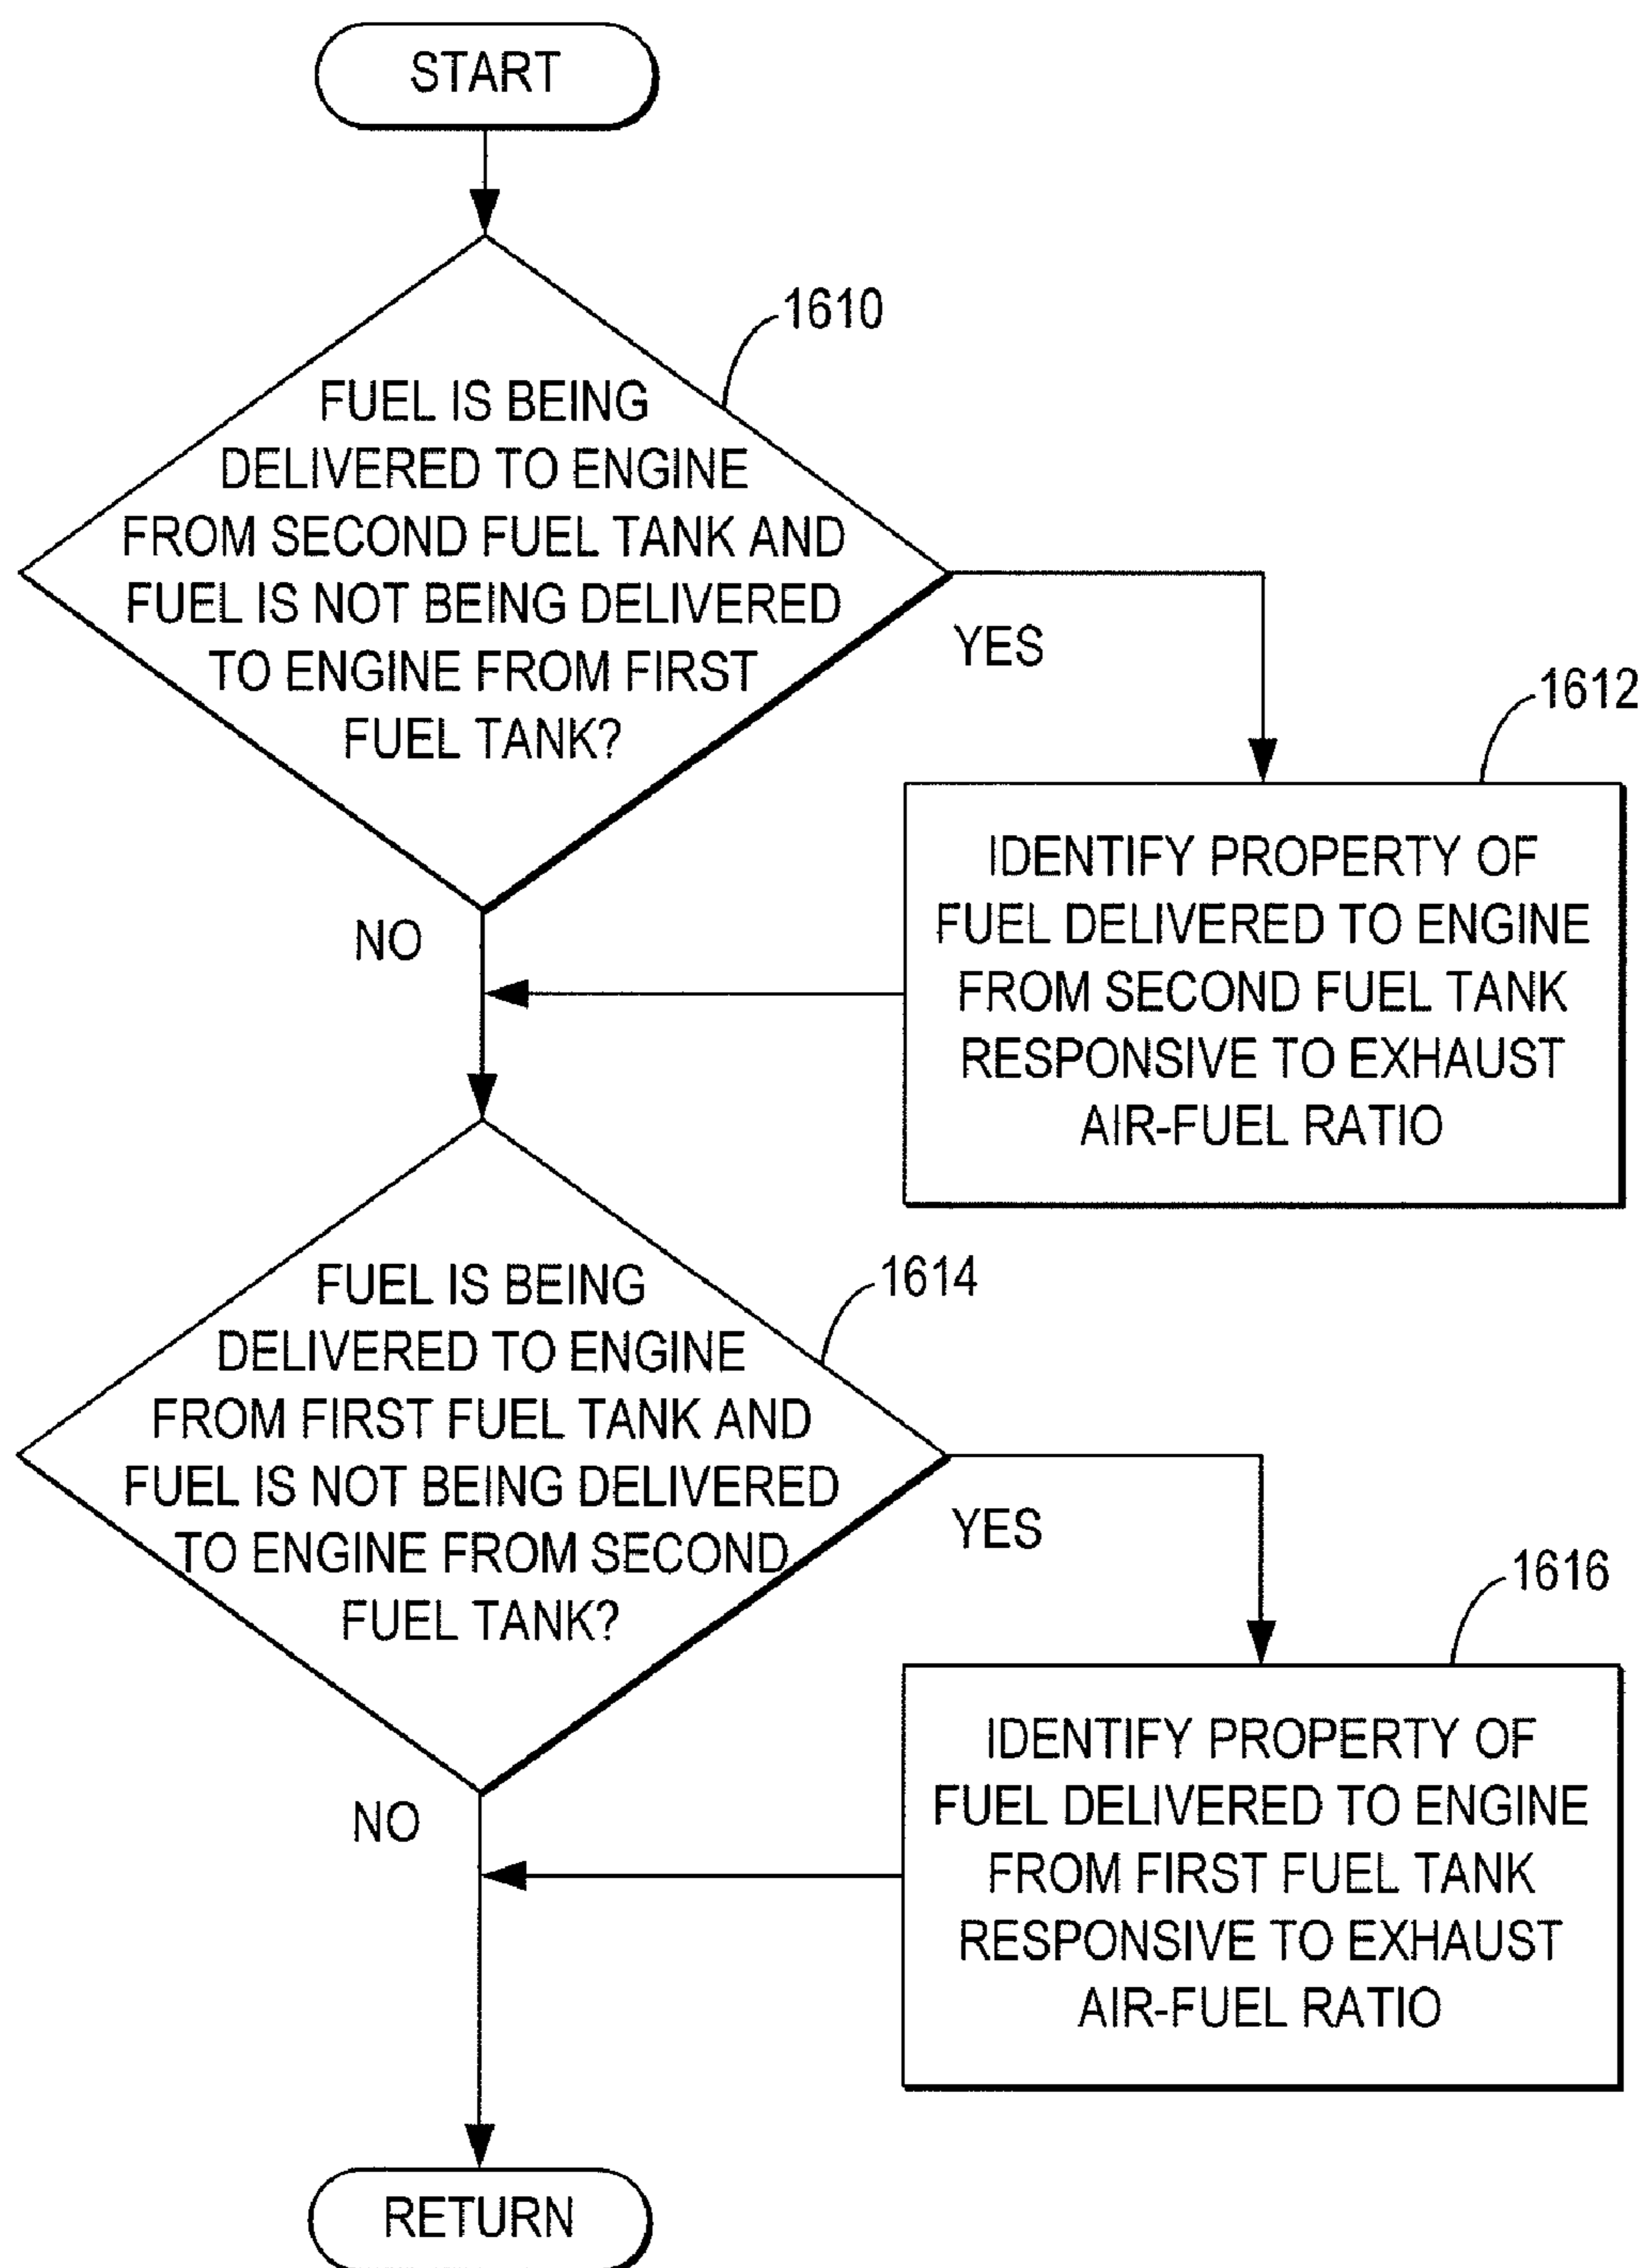 START
1610
FUEL IS BEING
DELIVERED TO ENGINE
FROM SECOND FUEL TANK AND
FUEL IS NOT BEING DELIVERED
TO ENGINE FROM FIRST
FUEL TANK?
YES
NO
1612
IDENTIFY PROPERTY OF
FUEL DELIVERED TO ENGINE
FROM SECOND FUEL TANK
RESPONSIVE TO EXHAUST
AIR-FUEL RATIO
1614
FUEL IS BEING
DELIVERED TO ENGINE
FROM FIRST FUEL TANK AND
FUEL IS NOT BEING DELIVERED
TO ENGINE FROM SECOND
FUEL TANK?
YES
NO
1616
IDENTIFY PROPERTY OF
FUEL DELIVERED TO ENGINE
FROM FIRST FUEL TANK
RESPONSIVE TO EXHAUST
AIR-FUEL RATIO
RETURN